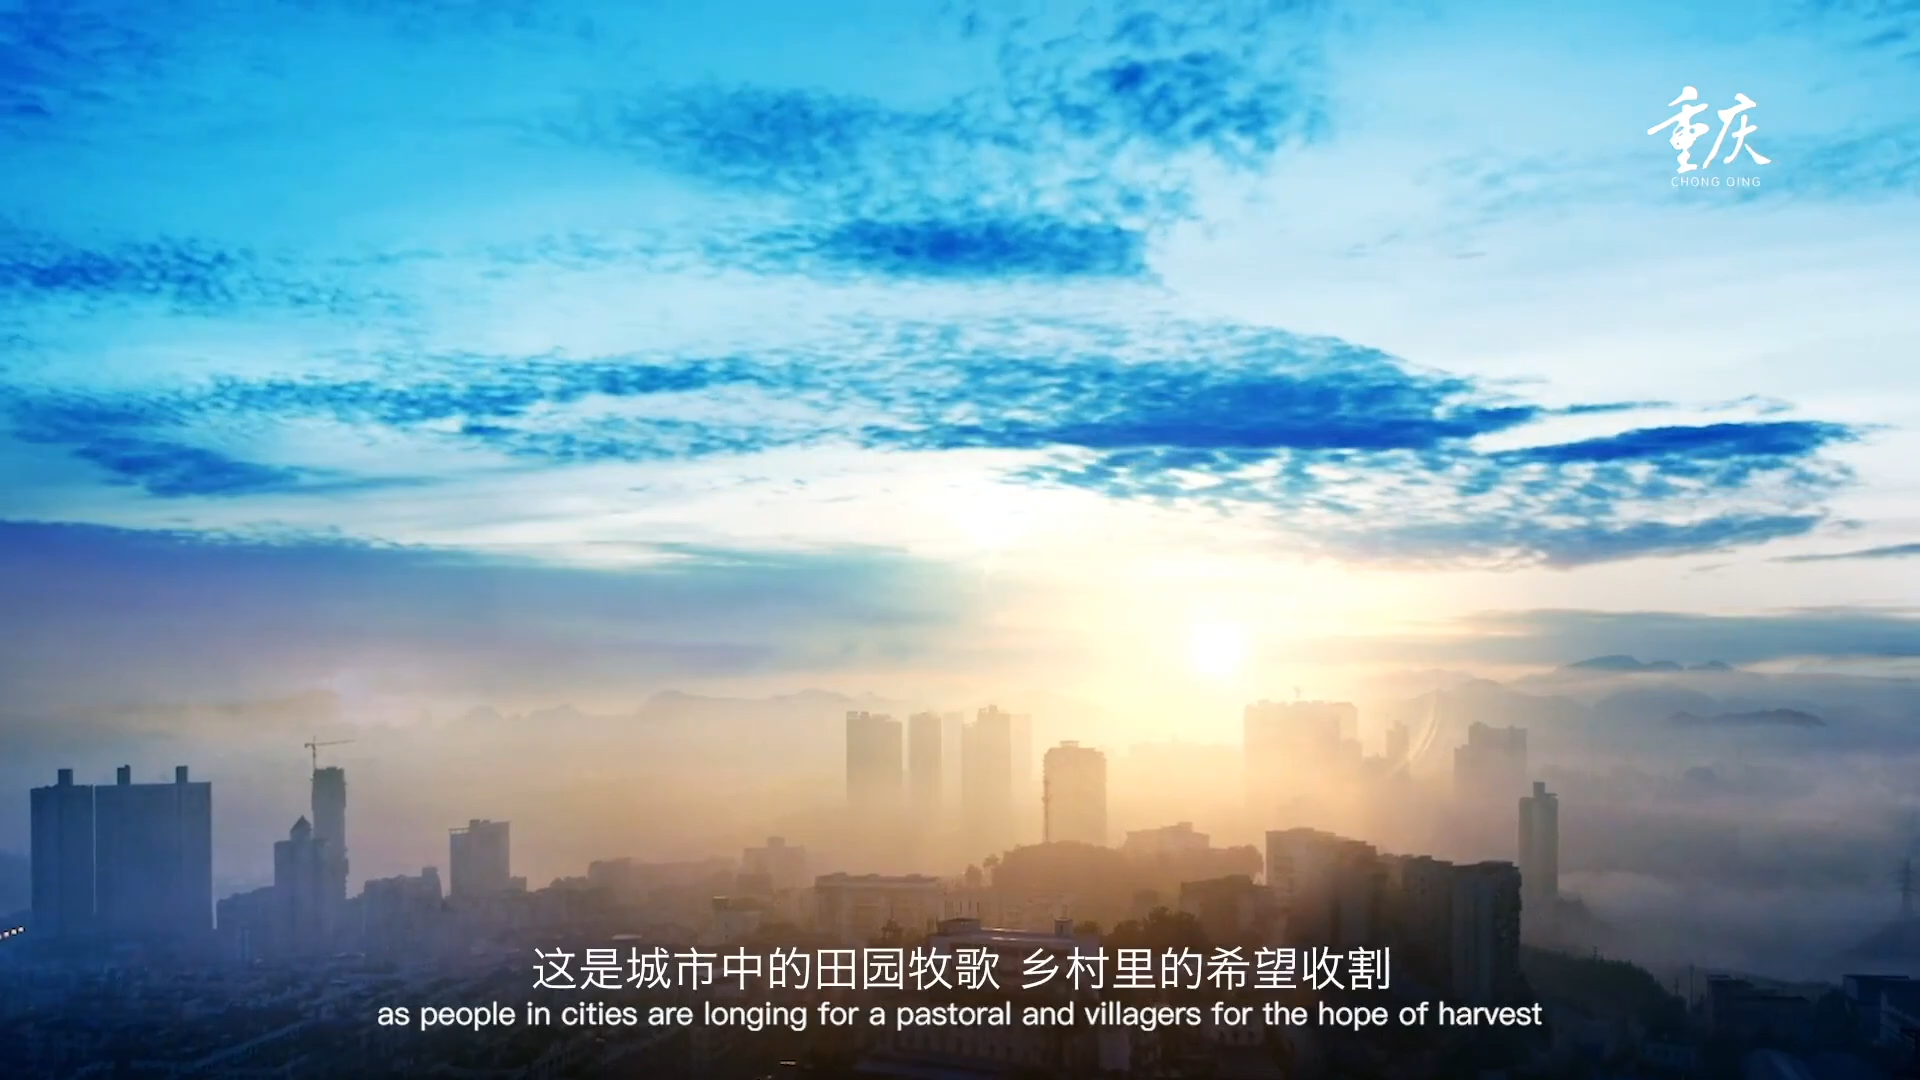 重庆
CHONG QING
这是城市中的田园牧歌 乡村里的希望收割
as people in cities are longing for a pastoral and villagers for the hope of harvest